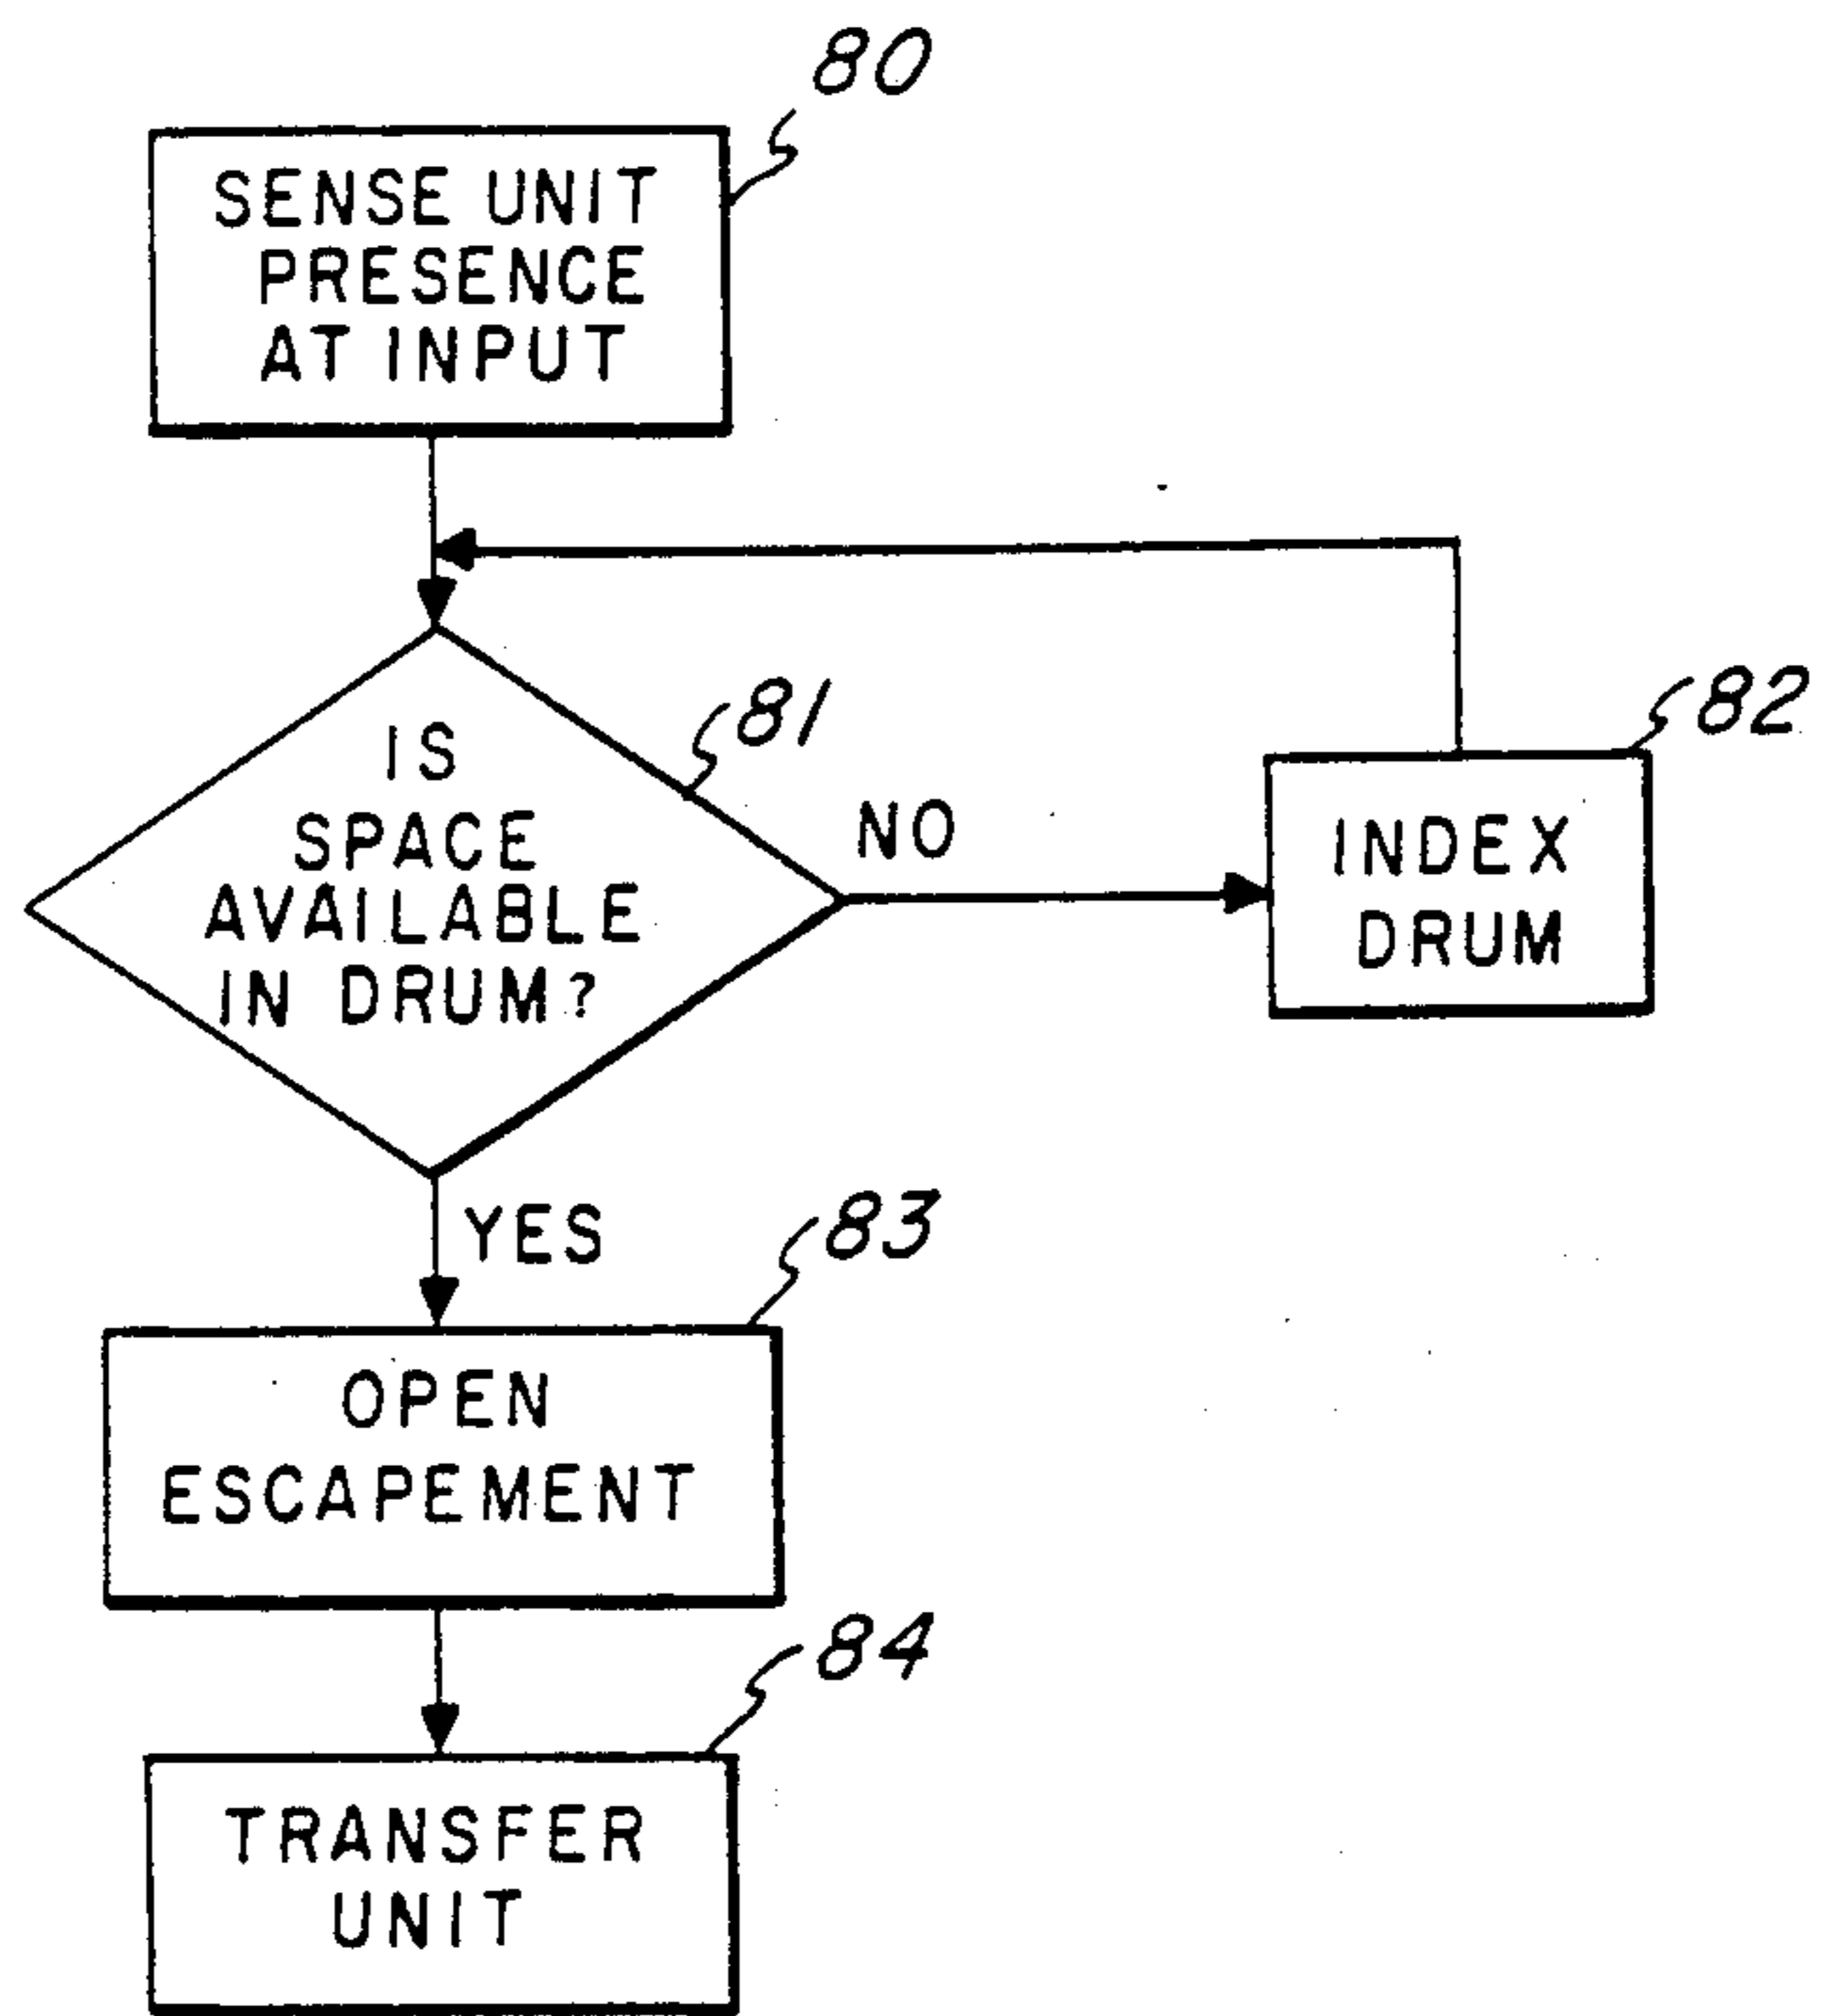 80
SENSE UNIT
PRESENCE
AT INPUT
81
IS
SPACE
AVAILABLE
IN DRUM?
NO
82
INDEX
DRUM
YES
83
OPEN
ESCAPEMENT
84
TRANSFER
UNIT